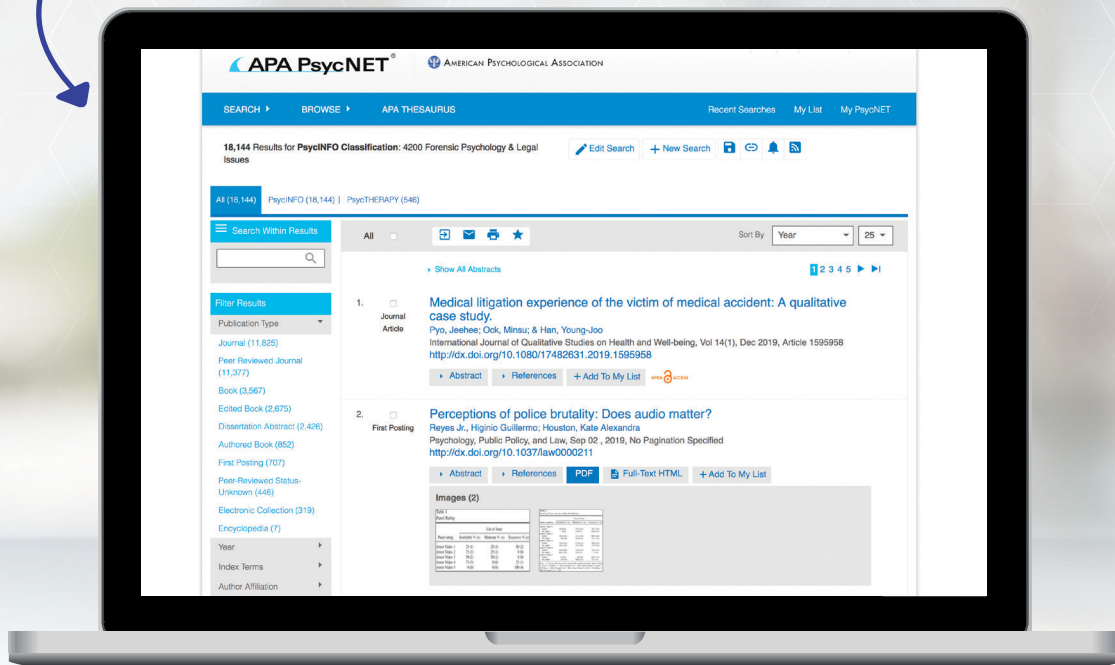 APA PsycNET®
AMERICAN PSYCHOLOGICAL ASSOCIATION
SEARCH BROWSE APA THESAURUS Recent Searches My List My PsycNET
18,144 Results for PsycINFO Classification: 4200 Forensic Psychology & Legal
Issues
Edit Search + New Search
All (18,144) PsycINFO (18,144) | PsycTHERAPY (546)
Search Within Results
All
Sort By Year 25
Show All Abstracts
1 2 3 4 5
Filter Results
Publication Type
Journal (11,825)
Peer Reviewed Journal
(11,377)
Book (3,567)
Edited Book (2,675)
Dissertation Abstract (2,426)
Authored Book (852)
First Posting (707)
Peer-Reviewed Status-
Unknown (446)
Electronic Collection (319)
Encyclopedia (7)
Year
Index Terms
Author Affiliation
1.
Journal
Article
Medical litigation experience of the victim of medical accident: A qualitative
case study.
Pyo, Jeehee; Ock, Minsu; & Han, Young-Joo
International Journal of Qualitative Studies on Health and Well-being, Vol 14(1), Dec 2019, Article 1595958
http://dx.doi.org/10.1080/17482631.2019.1595958
Abstract References + Add To My List OPEN ACCESS
2.
First Posting
Perceptions of police brutality: Does audio matter?
Reyes Jr., Higinio Guillermo; Houston, Kate Alexandra
Psychology, Public Policy, and Law, Sep 02 , 2019, No Pagination Specified
http://dx.doi.org/10.1037/law0000211
Abstract References PDF Full-Text HTML + Add To My List
Images (2)
Table 1